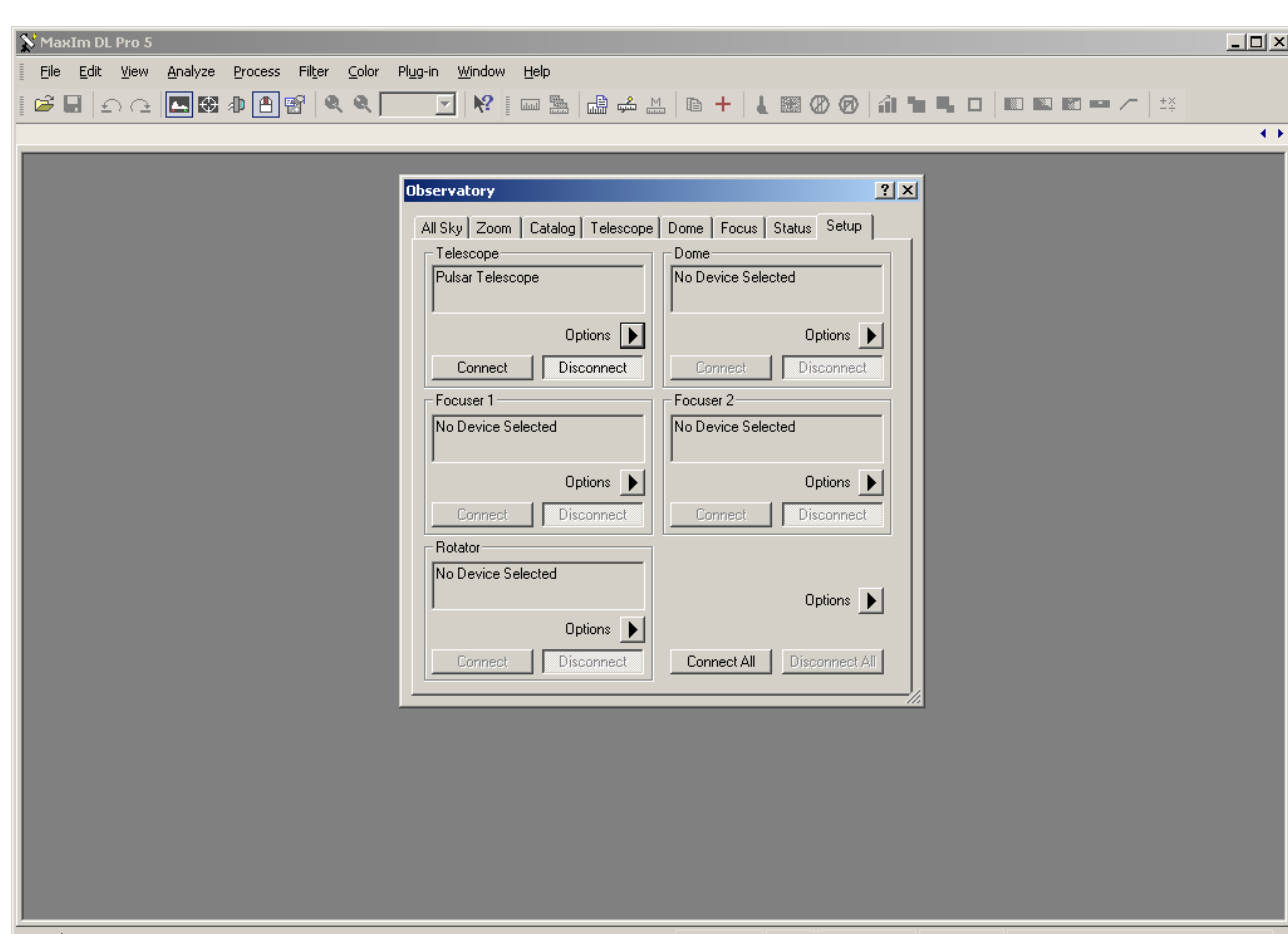 MaxIm DL Pro 5
File Edit View Analyze Process Filter Color Plug-in Window Help
Observatory
All Sky Zoom Catalog Telescope Dome Focus Status Setup
Telescope
Pulsar Telescope
Options
Connect Disconnect
Dome
No Device Selected
Options
Connect Disconnect
Focuser 1
No Device Selected
Options
Connect Disconnect
Focuser 2
No Device Selected
Options
Connect Disconnect
Rotator
No Device Selected
Options
Connect Disconnect
Options
Connect All Disconnect All